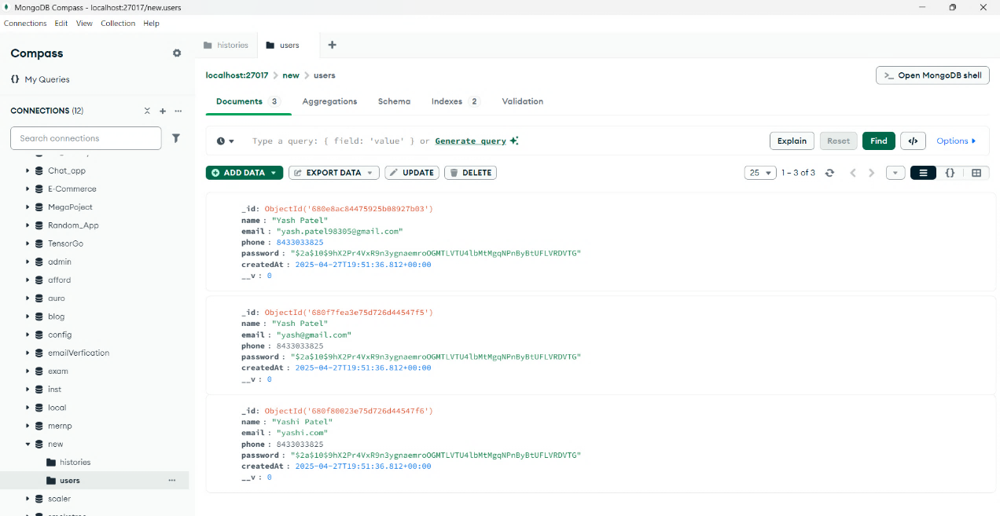 MongoDB Compass - localhost:27017/new.users
Connections Edit View Collection Help
Compass
{} My Queries
CONNECTIONS (12)
Search connections
Chat_app
E-Commerce
MegaPoject
Random_App
TensorGo
admin
afford
auro
blog
config
emailVerfication
exam
inst
local
mernp
new
histories
users
scaler
histories
users
localhost:27017 > new > users
>_ Open MongoDB shell
Documents 3 Aggregations Schema Indexes 2 Validation
Type a query: { field: 'value' } or Generate query
Explain Reset Find </> Options
ADD DATA EXPORT DATA UPDATE DELETE
25 1 – 3 of 3 {}
_id: ObjectId('680e8ac84475925b08927b03')
name : "Yash Patel"
email : "yash.patel98305@gmail.com"
phone : 8433033825
password : "$2a$10$9hX2Pr4VxR9n3ygnaemroOGMTLVTU4lbMtMgqNPnByBtUFLVRDVTG"
createdAt : 2025-04-27T19:51:36.812+00:00
__v : 0
_id: ObjectId('680f7fea3e75d726d44547f5')
name : "Yash Patel"
email : "yash@gmail.com"
phone : 8433033825
password : "$2a$10$9hX2Pr4VxR9n3ygnaemroOGMTLVTU4lbMtMgqNPnByBtUFLVRDVTG"
createdAt : 2025-04-27T19:51:36.812+00:00
__v : 0
_id: ObjectId('680f80023e75d726d44547f6')
name : "Yashi Patel"
email : "yashi.com"
phone : 8433033825
password : "$2a$10$9hX2Pr4VxR9n3ygnaemroOGMTLVTU4lbMtMgqNPnByBtUFLVRDVTG"
createdAt : 2025-04-27T19:51:36.812+00:00
__v : 0